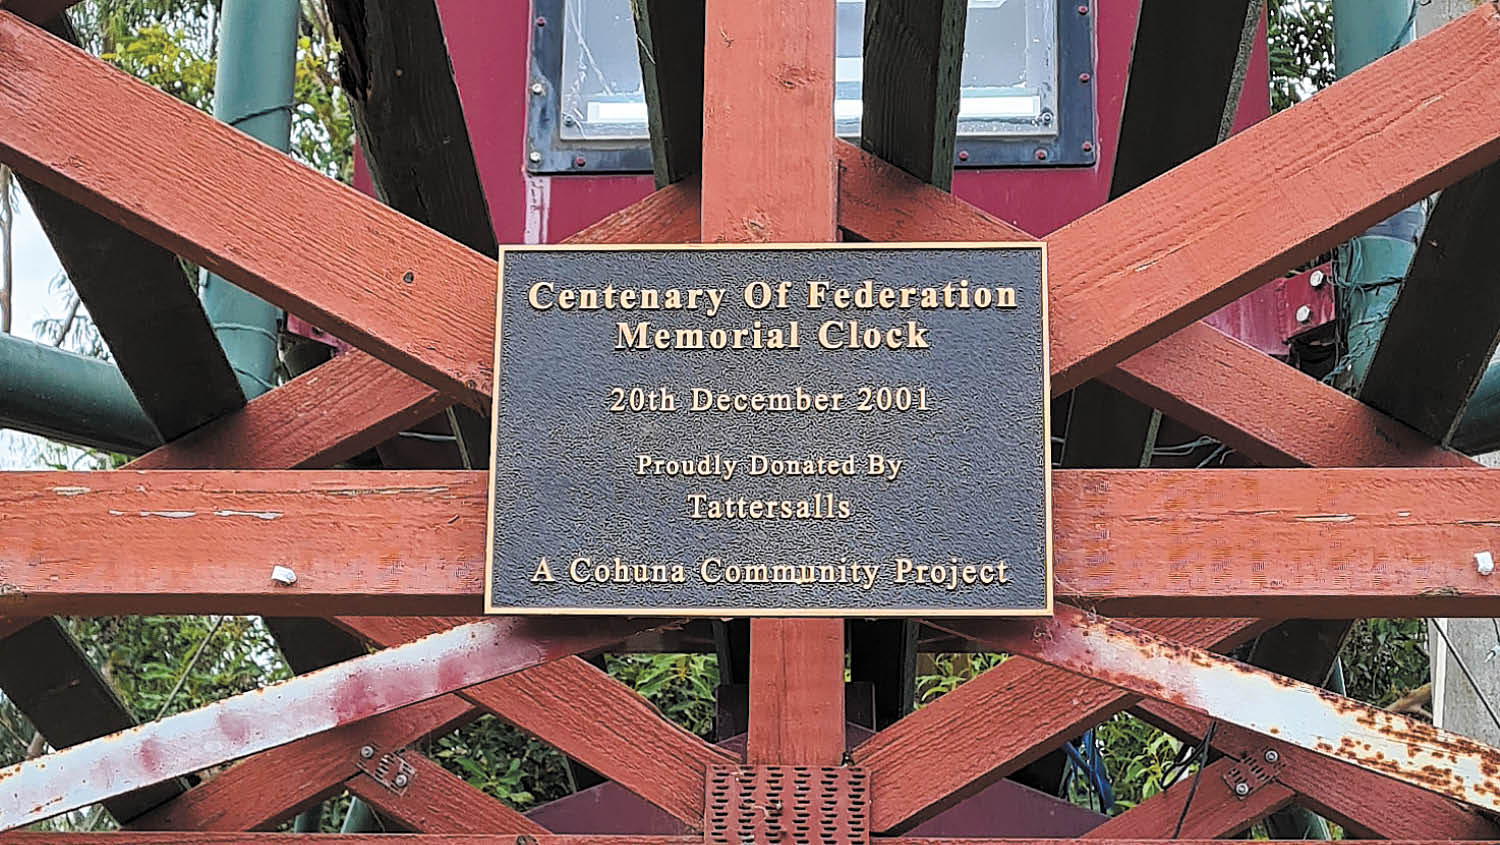 Centenary Of Federation
Memorial Clock
20th December 2001
Proudly Donated By
Tattersalls
A Cohuna Community Project